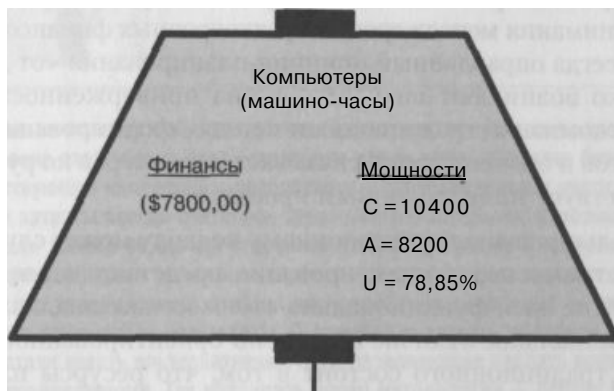 Компьютеры
(машино-часы)
Финансы
($7800,00)
Мощности
C = 10400
A = 8200
U = 78,85%